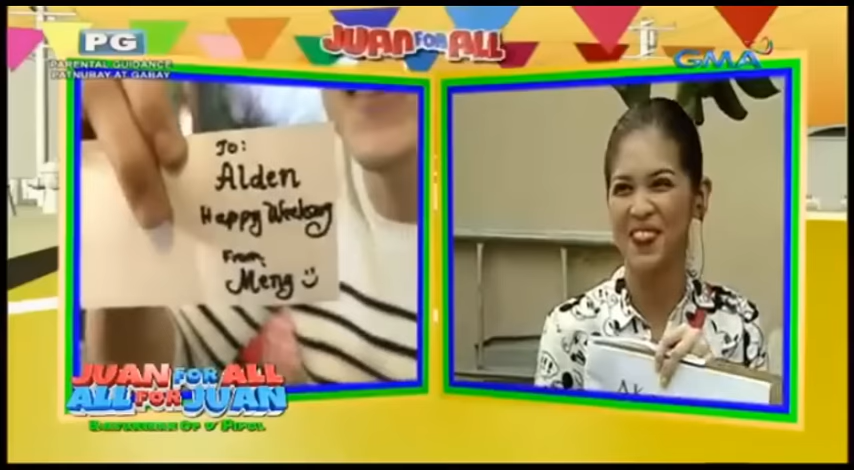 PG
PARENTAL GUIDANCE
PATNUBAY AT GABAY
JUAN FOR ALL
GMA
To:
Alden
Happy Weeksary
From:
Meng
JUAN FOR ALL
ALL FOR JUAN